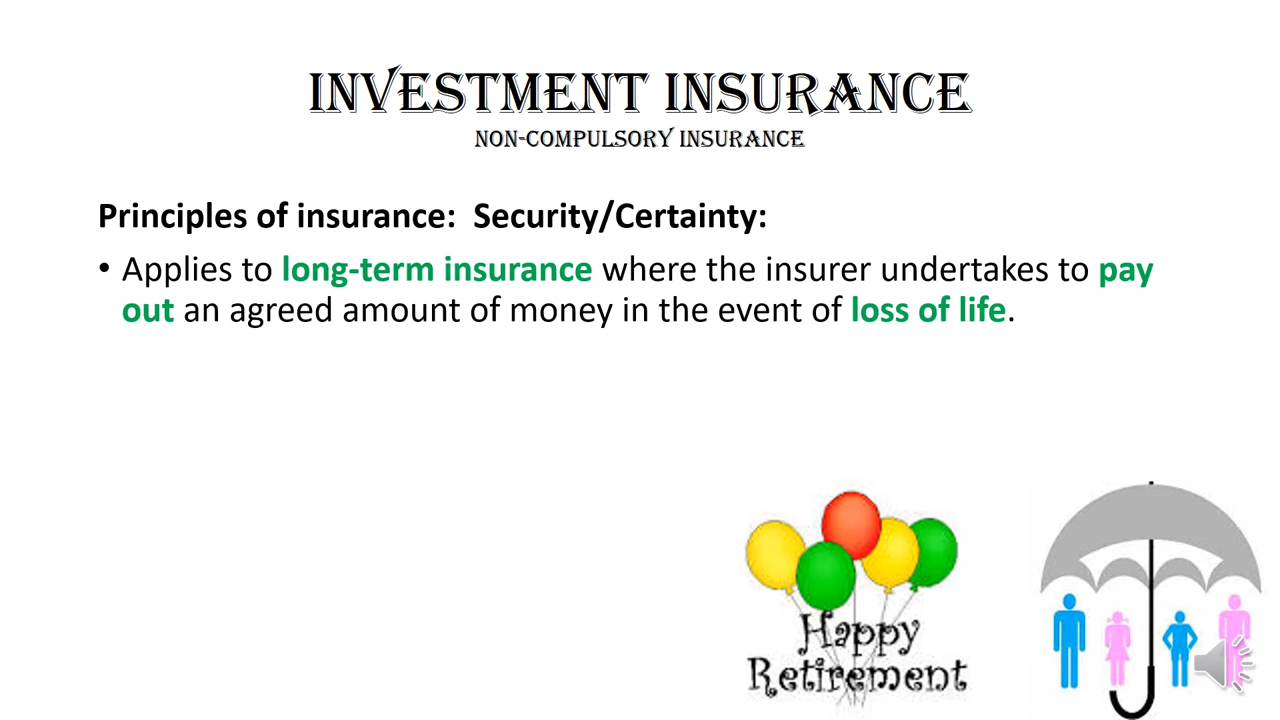 INVESTMENT INSURANCE
NON-COMPULSORY INSURANCE
Principles of insurance:  Security/Certainty:
• Applies to long-term insurance where the insurer undertakes to pay
out an agreed amount of money in the event of loss of life.
Happy
Retirement